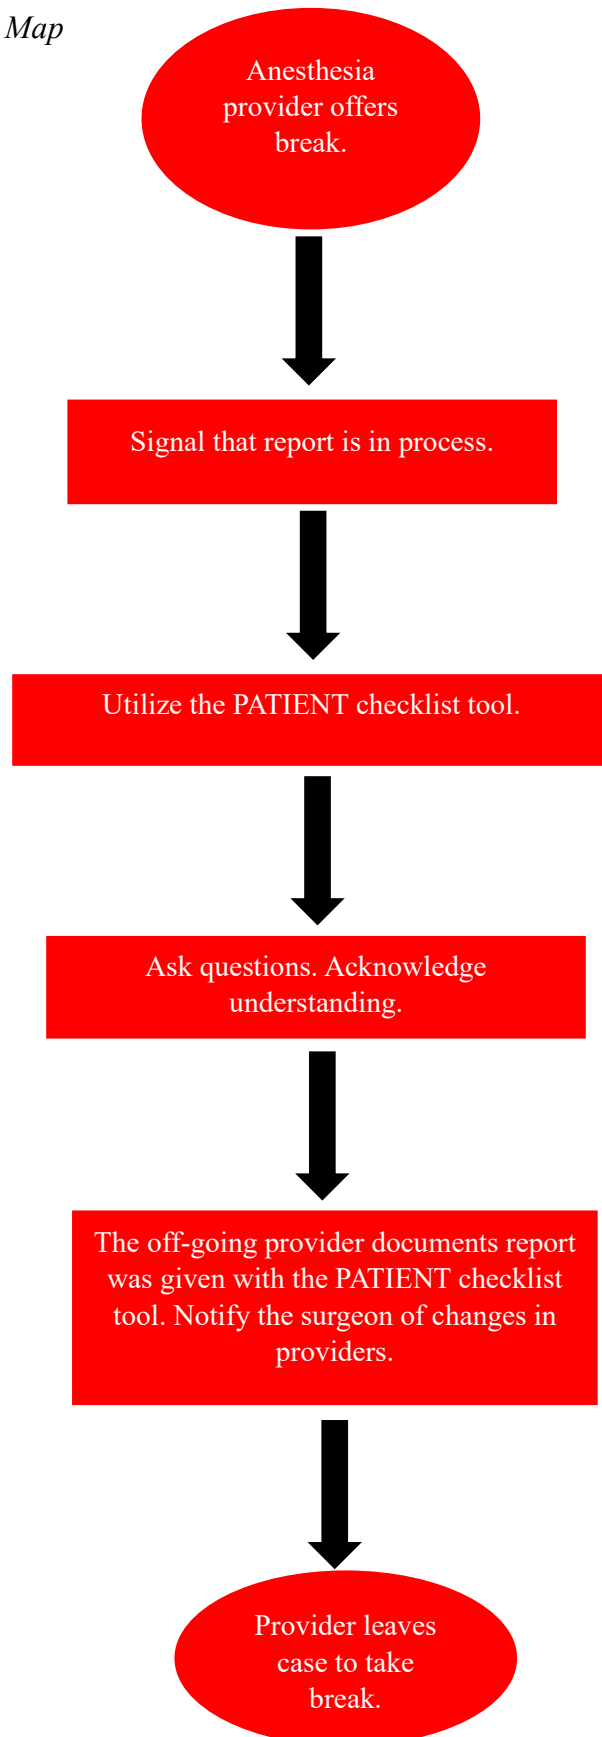 Map
Anesthesia
provider offers
break.
Signal that report is in process.
Utilize the PATIENT checklist tool.
Ask questions. Acknowledge
understanding.
The off-going provider documents report
was given with the PATIENT checklist
tool. Notify the surgeon of changes in
providers.
Provider leaves
case to take
break.